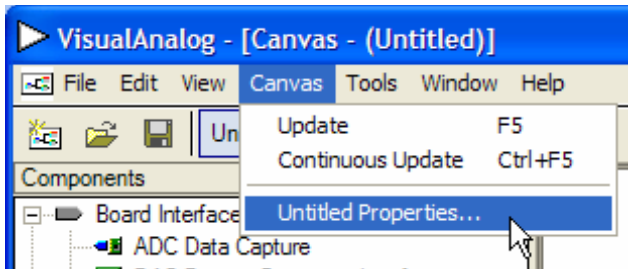 VisualAnalog - [Canvas - (Untitled)]
File Edit View Canvas Tools Window Help
Un
Update F5
Continuous Update Ctrl+F5
Components
Untitled Properties...
Board Interface
ADC Data Capture